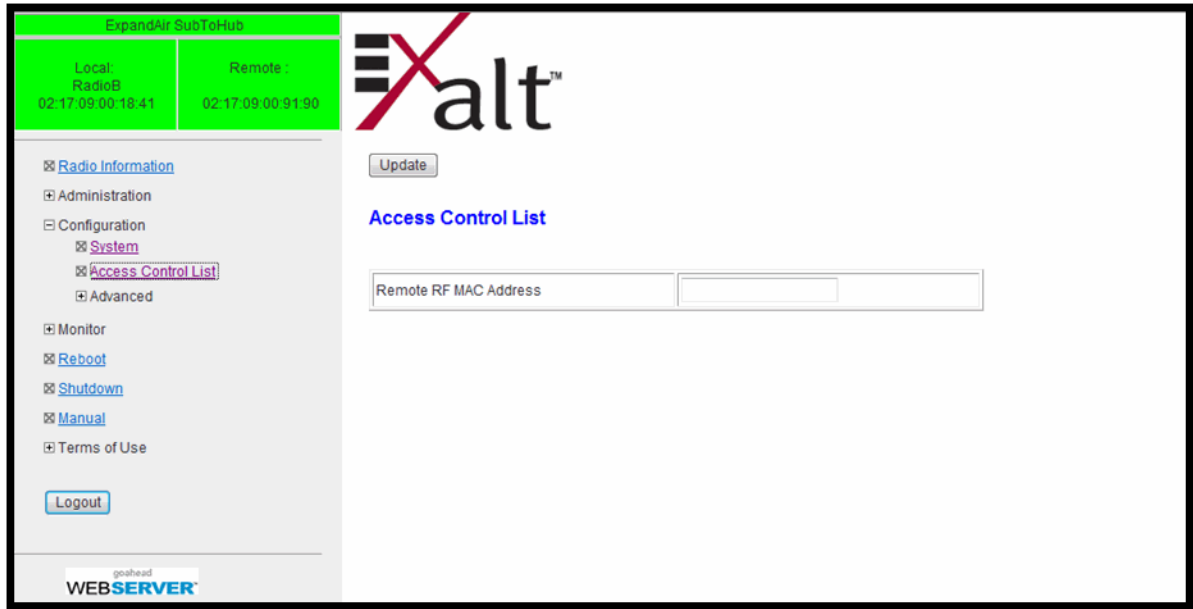 ExpandAir SubToHub
Local:
RadioB
02:17:09:00:18:41
Remote :
02:17:09:00:91:90
Radio Information
Administration
Configuration
System
Access Control List
Advanced
Monitor
Reboot
Shutdown
Manual
Terms of Use
Logout
goahead
WEBSERVER
EXalt™
Update
Access Control List
Remote RF MAC Address